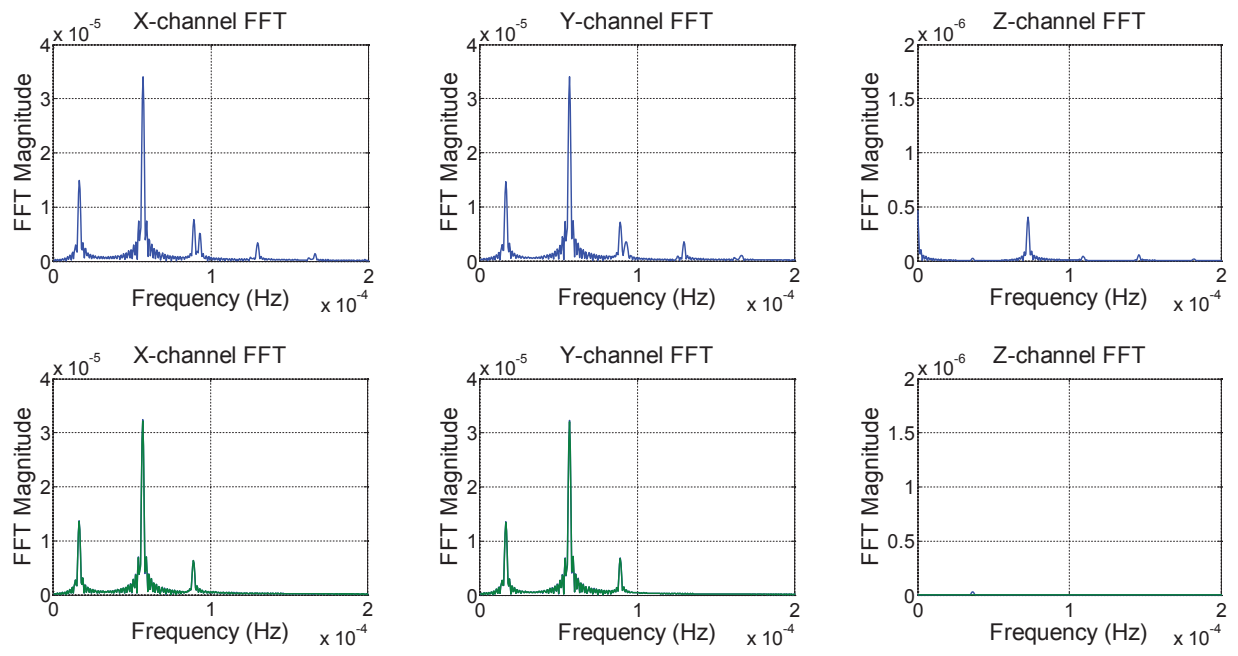 X-channel FFT
x 10-5
4
3
2
1
0
FFT Magnitude
0 1 2
Frequency (Hz)
x 10-4
Y-channel FFT
x 10-5
4
3
2
1
0
FFT Magnitude
0 1 2
Frequency (Hz)
x 10-4
Z-channel FFT
x 10-6
2
1.5
1
0.5
0
FFT Magnitude
0 1 2
Frequency (Hz)
x 10-4
X-channel FFT
x 10-5
4
3
2
1
0
FFT Magnitude
0 1 2
Frequency (Hz)
x 10-4
Y-channel FFT
x 10-5
4
3
2
1
0
FFT Magnitude
0 1 2
Frequency (Hz)
x 10-4
Z-channel FFT
x 10-6
2
1.5
1
0.5
0
FFT Magnitude
0 1 2
Frequency (Hz)
x 10-4